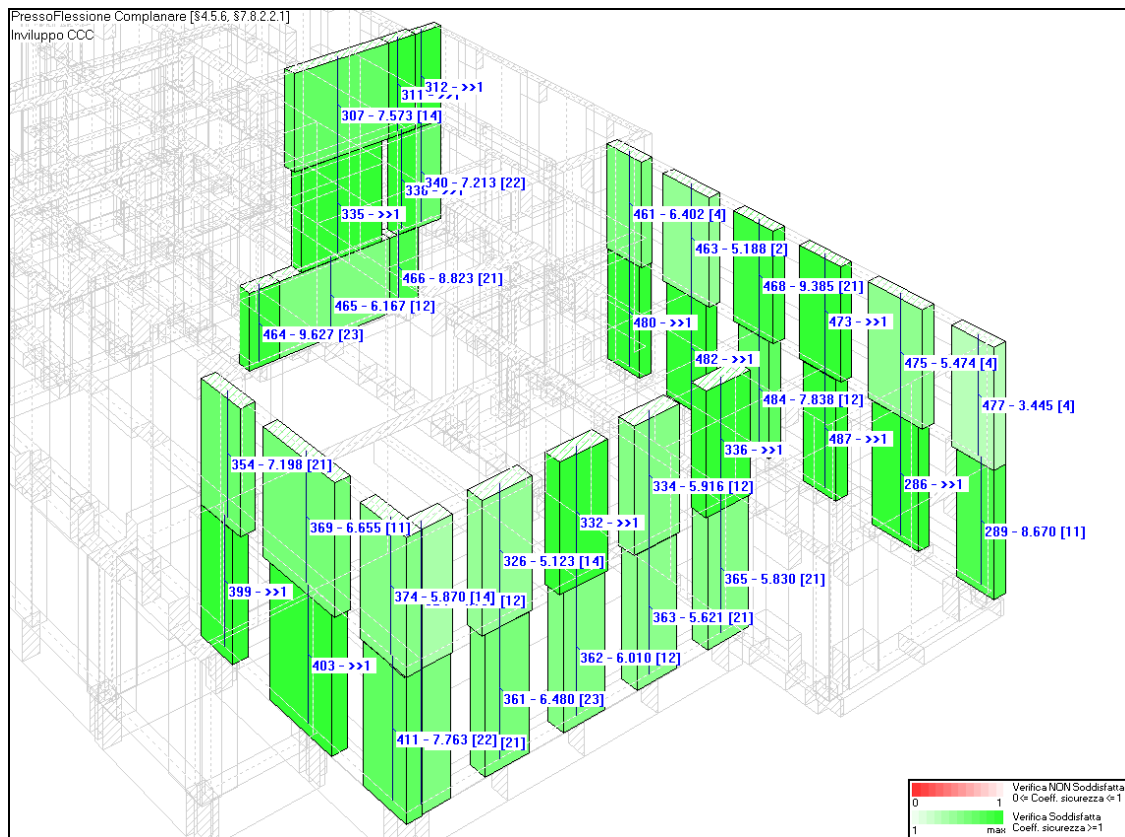 PressoFlessione Complanare [§4.5.6, §7.8.2.2.1]
Inviluppo CCC
312 - >>1
311 - >>1
307 - 7.573 [14]
340 - 7.213 [22]
335 - >>1
461 - 6.402 [4]
463 - 5.188 [2]
466 - 8.823 [21]
468 - 9.385 [21]
465 - 6.167 [12]
464 - 9.627 [23]
480 - >>1
473 - >>1
482 - >>1
475 - 5.474 [4]
484 - 7.838 [12]
477 - 3.445 [4]
487 - >>1
336 - >>1
354 - 7.198 [21]
334 - 5.916 [12]
286 - >>1
369 - 6.655 [11]
332 - >>1
289 - 8.670 [11]
326 - 5.123 [14]
365 - 5.830 [21]
399 - >>1
374 - 5.870 [14]
[12]
363 - 5.621 [21]
362 - 6.010 [12]
403 - >>1
361 - 6.480 [23]
411 - 7.763 [22]
[21]
Verifica NON Soddisfatta
0 <= Coeff. sicurezza <=1
0 1
Verifica Soddisfatta
Coeff. sicurezza >=1
1 max